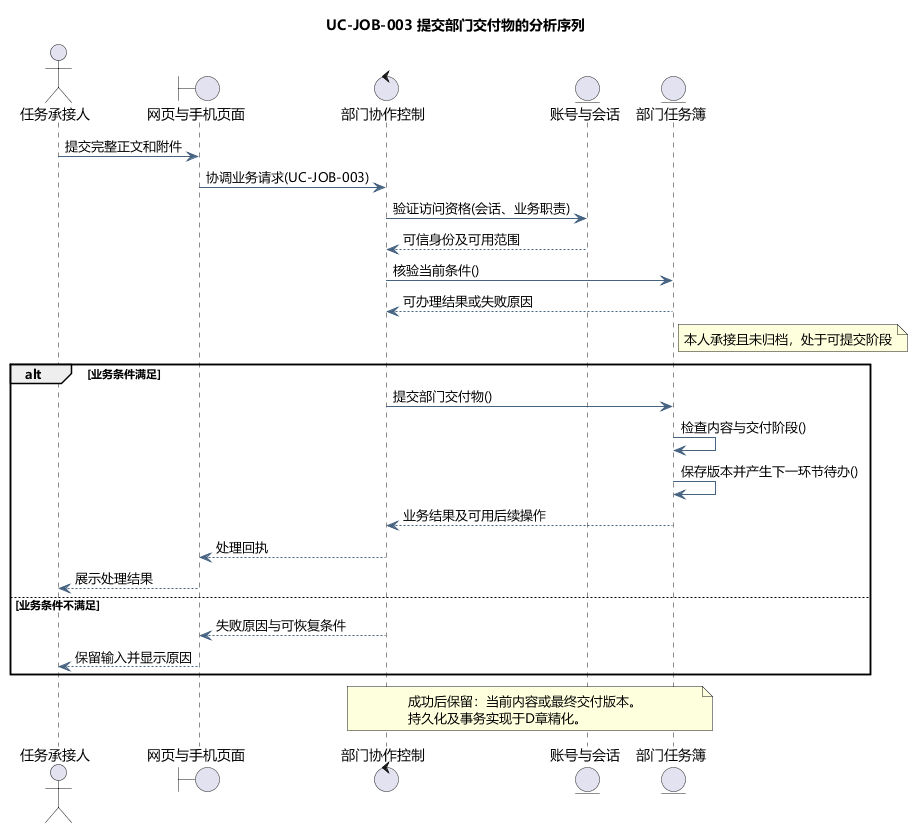 UC-JOB-003 提交部门交付物的分析序列
任务承接人
网页与手机页面
部门协作控制
账号与会话
部门任务簿
提交完整正文和附件
协调业务请求(UC-JOB-003)
验证访问资格(会话、业务职责)
可信身份及可用范围
核验当前条件()
可办理结果或失败原因
本人承接且未归档，处于可提交阶段
alt
[业务条件满足]
提交部门交付物()
检查内容与交付阶段()
保存版本并产生下一环节待办()
业务结果及可用后续操作
处理回执
展示处理结果
[业务条件不满足]
失败原因与可恢复条件
保留输入并显示原因
成功后保留：当前内容或最终交付版本。
持久化及事务实现于D章精化。
任务承接人
网页与手机页面
部门协作控制
账号与会话
部门任务簿